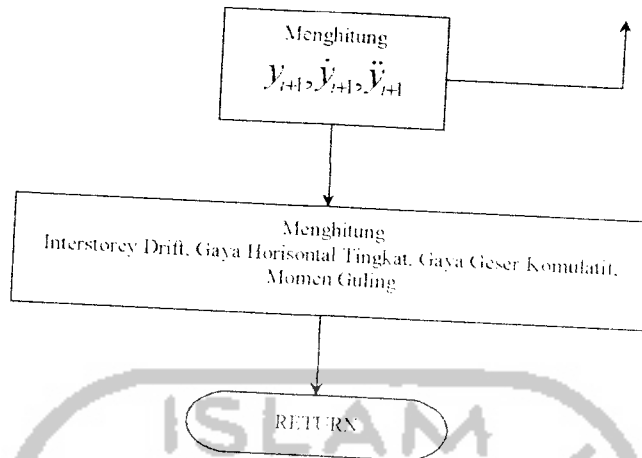 Menghitung
y_{i+1}, ẏ_{i+1}, ÿ_{i+1}
Menghitung
Interstorey Drift, Gaya Horisontal Tingkat, Gaya Geser Komulatif,
Momen Guling
RETURN
ISLAM